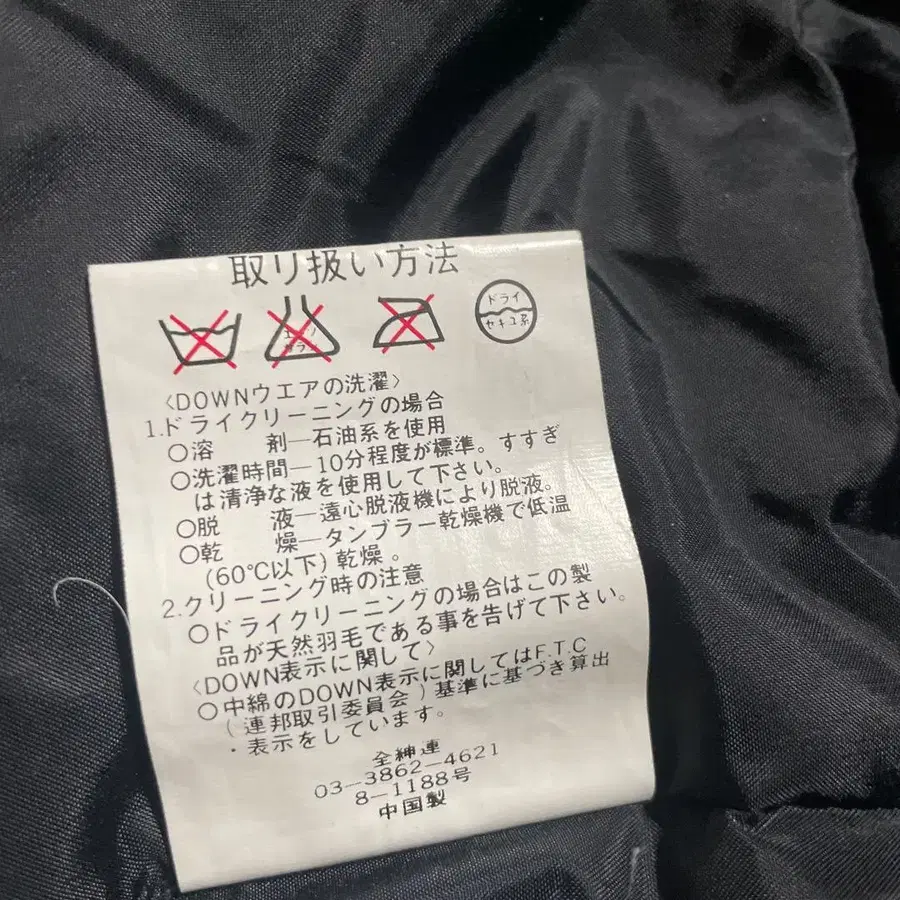 取り扱い方法
ドライ
セキユ系
〈DOWNウエアの洗濯〉
1.ドライクリーニングの場合
○溶 剤―石油系を使用
○洗濯時間―10分程度が標準。すすぎ
は清浄な液を使用して下さい。
○脱 液―遠心脱液機により脱液。
○乾 燥―タンブラー乾燥機で低温
(60℃以下)乾燥。
2.クリーニング時の注意
○ドライクリーニングの場合はこの製
品が天然羽毛である事を告げて下さい。
〈DOWN表示に関して〉
○中綿のDOWN表示に関してはF.T.C
(連邦取引委員会)基準に基づき算出
・表示をしています。
全紳連
03―3862―4621
8―1188号
中国製